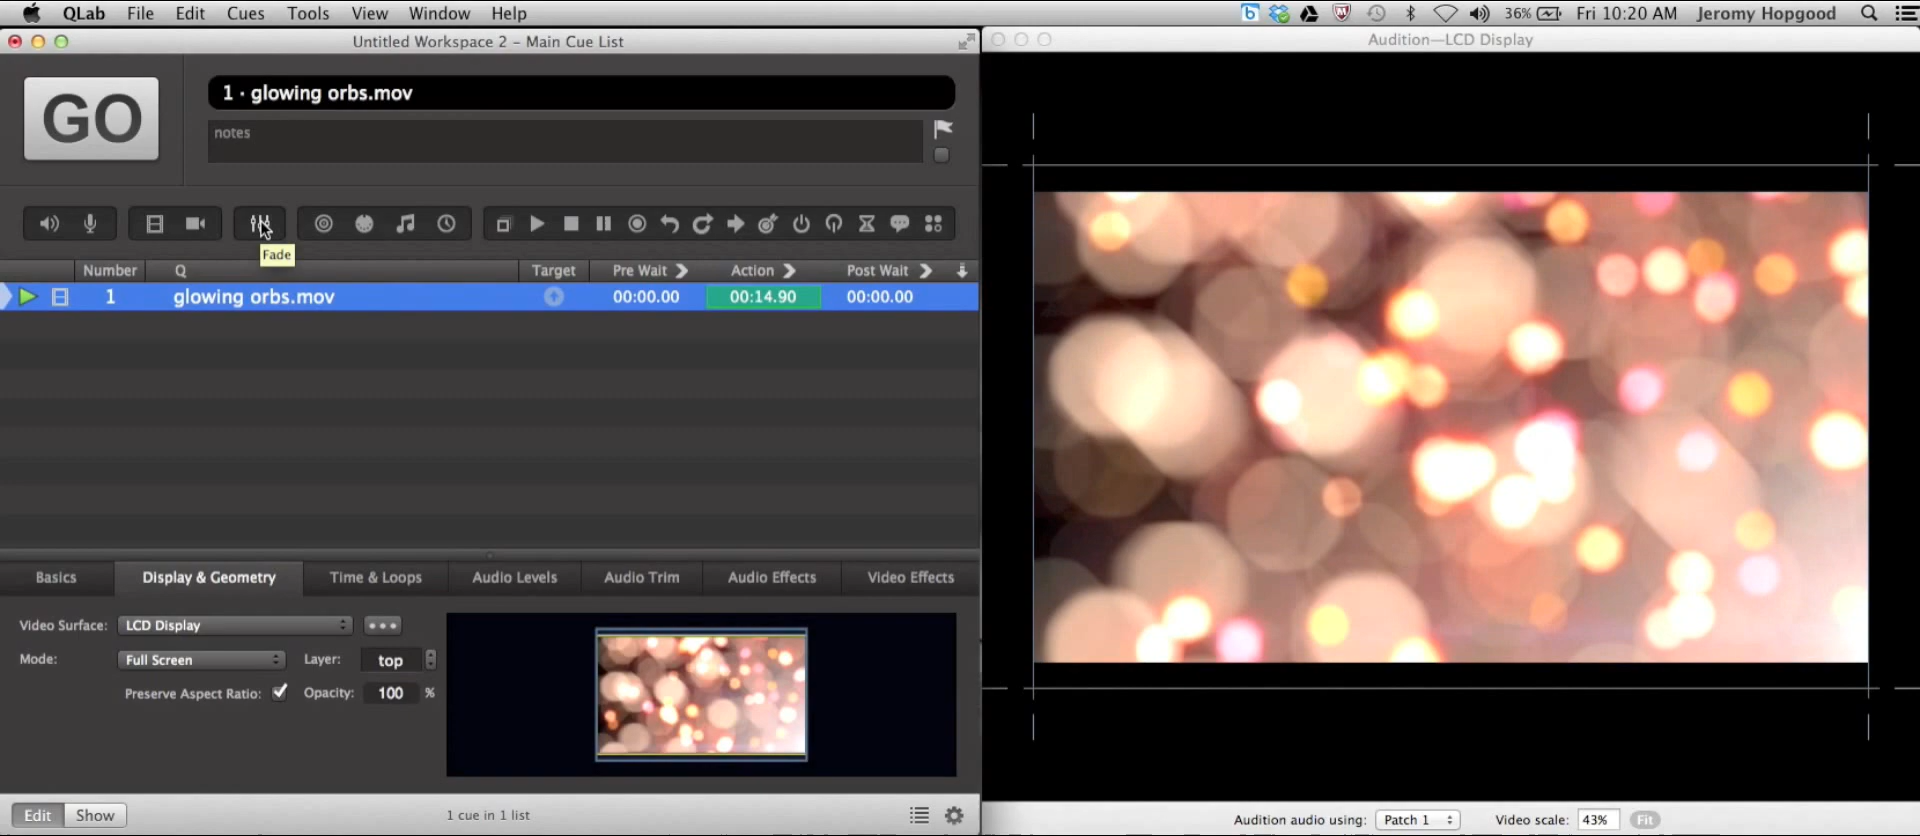 QLab File Edit Cues Tools View Window Help 36% Fri 10:20 AM Jeromy Hopgood
Untitled Workspace 2 – Main Cue List
Audition—LCD Display
GO
1 · glowing orbs.mov
notes
Fade
Number Q Target Pre Wait Action Post Wait
1 glowing orbs.mov 00:00.00 00:14.90 00:00.00
Basics Display & Geometry Time & Loops Audio Levels Audio Trim Audio Effects Video Effects
Video Surface: LCD Display
Mode: Full Screen Layer: top
Preserve Aspect Ratio: Opacity: 100 %
Edit Show 1 cue in 1 list
Audition audio using: Patch 1 Video scale: 43% Fit